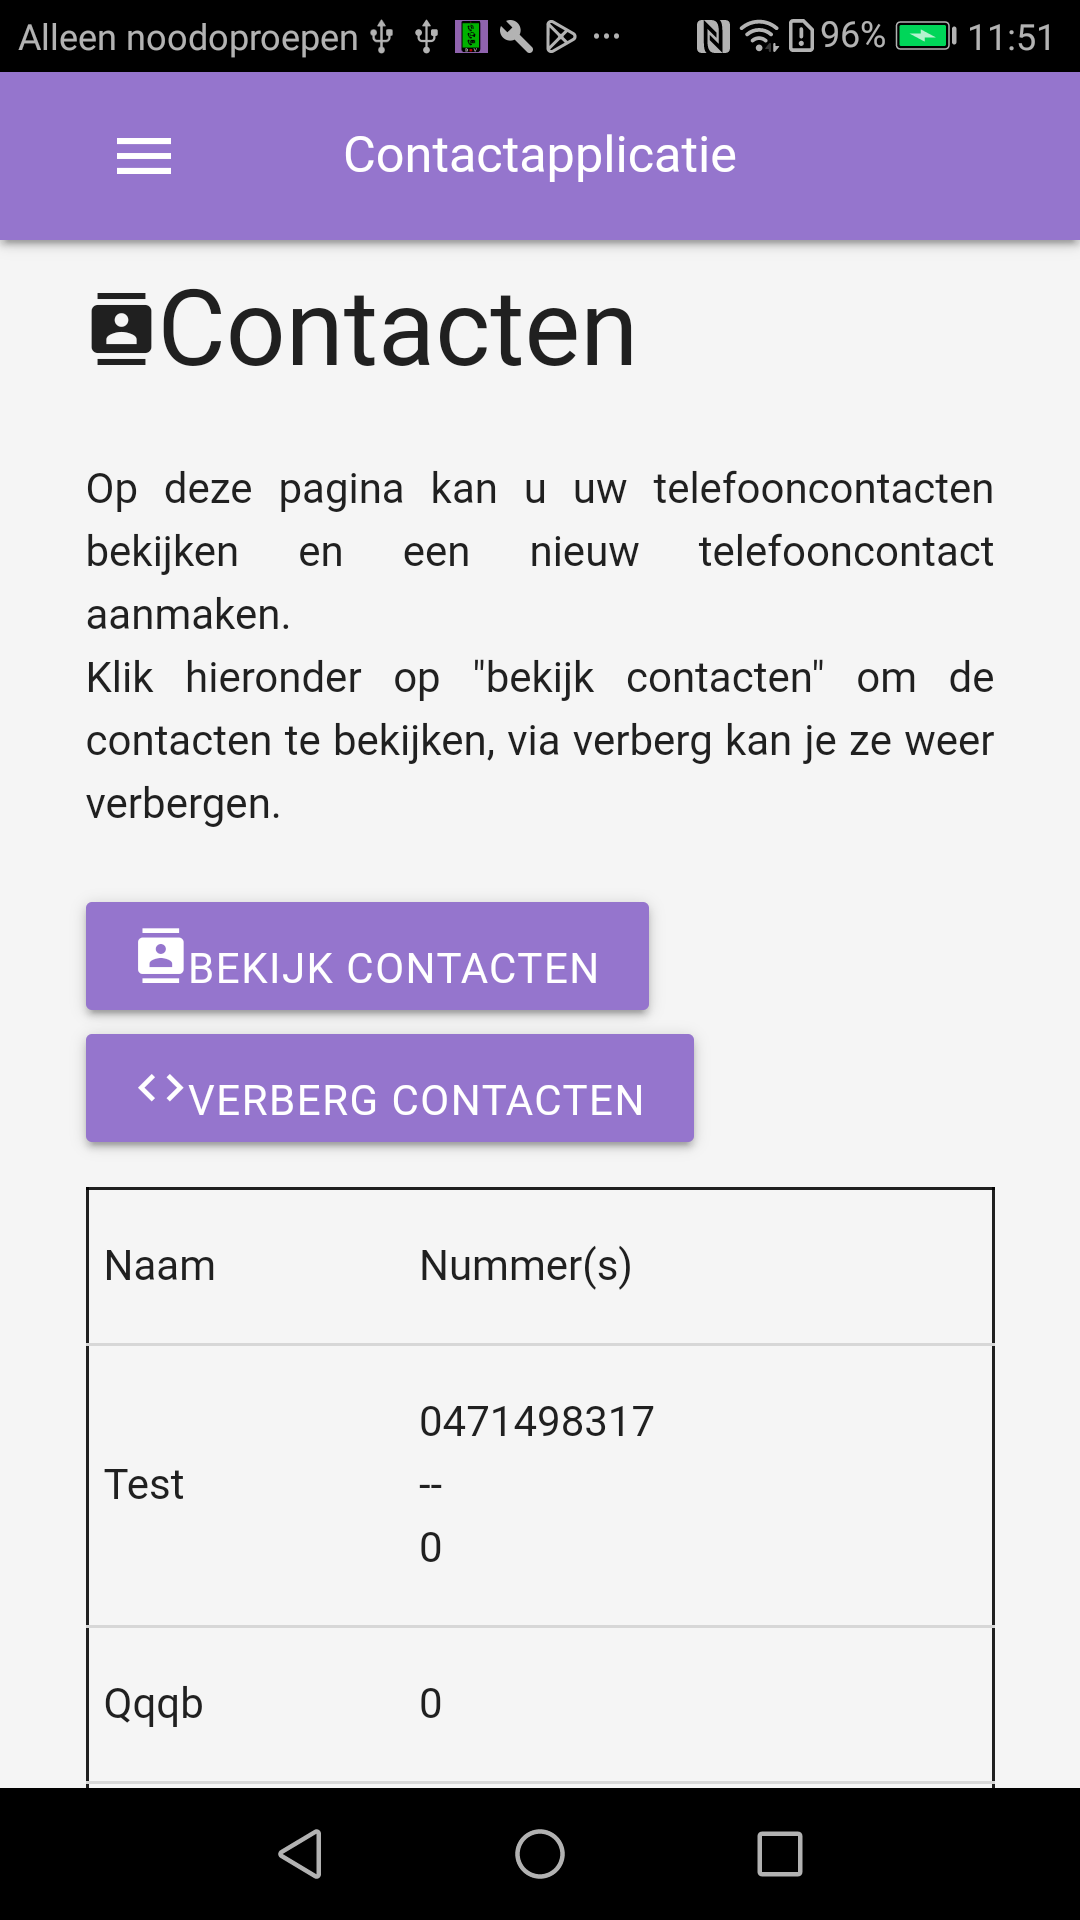 Alleen noodoproepen 96% 11:51
Contactapplicatie
Contacten
Op deze pagina kan u uw telefooncontacten
bekijken en een nieuw telefooncontact
aanmaken.
Klik hieronder op "bekijk contacten" om de
contacten te bekijken, via verberg kan je ze weer
verbergen.
BEKIJK CONTACTEN
VERBERG CONTACTEN
Naam Nummer(s)
0471498317
Test --
0
Qqqb 0